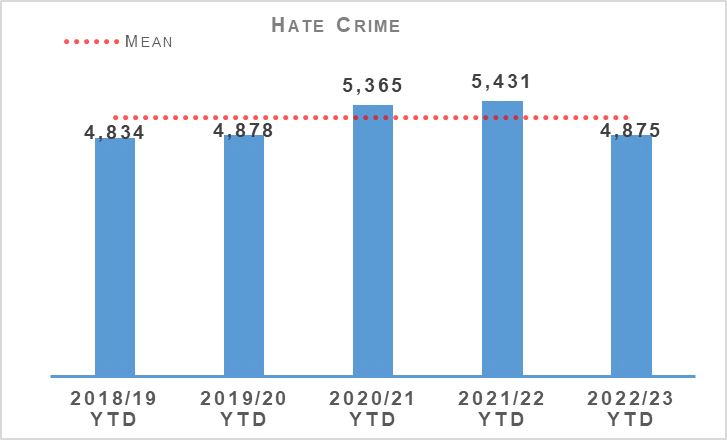 HATE CRIME
MEAN
5,365
5,431
4,834
4,878
4,875
2018/19 YTD
2019/20 YTD
2020/21 YTD
2021/22 YTD
2022/23 YTD